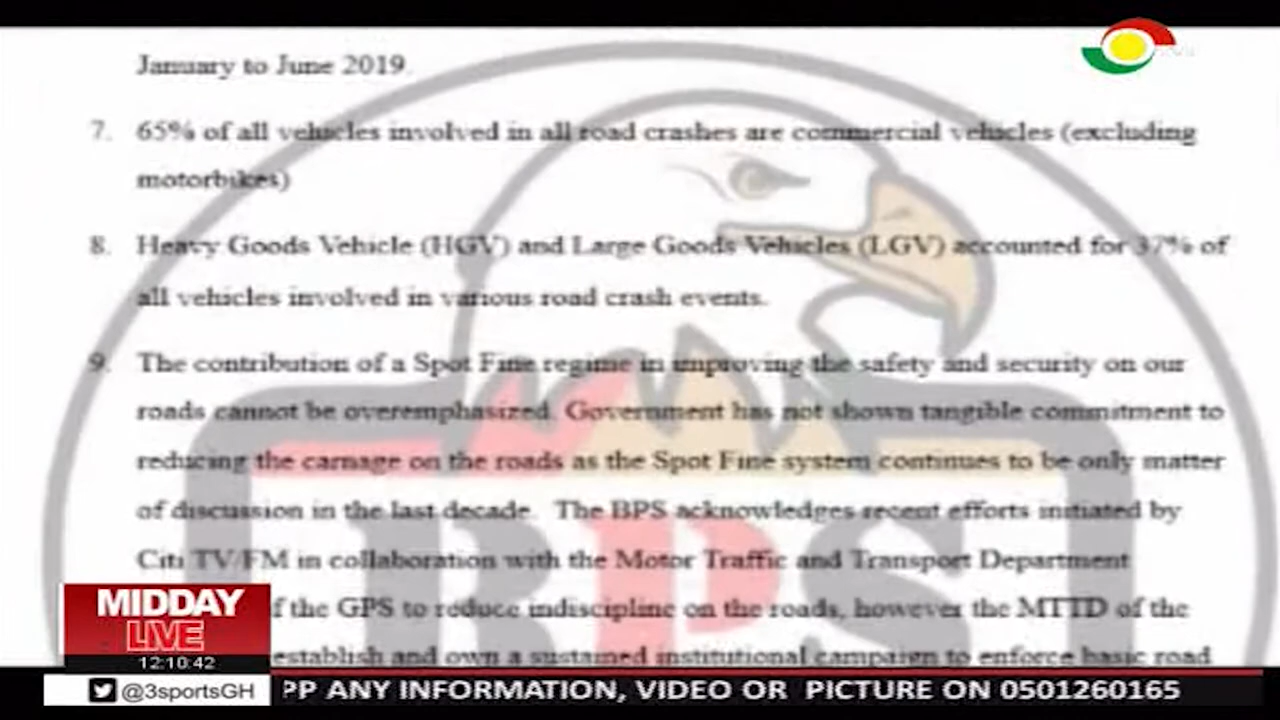 January to June 2019.
7. 65% of all vehicles involved in all road crashes are commercial vehicles (excluding
motorbikes)
8. Heavy Goods Vehicle (HGV) and Large Goods Vehicles (LGV) accounted for 37% of
all vehicles involved in various road crash events.
9. The contribution of a Spot Fine regime in improving the safety and security on our
roads cannot be overemphasized. Government has not shown tangible commitment to
reducing the carnage on the roads as the Spot Fine system continues to be only matter
of discussion in the last decade. The BPS acknowledges recent efforts initiated by
Citi TV/FM in collaboration with the Motor Traffic and Transport Department
f the GPS to reduce indiscipline on the roads, however the MTTD of the
establish and own a sustained institutional campaign to enforce basic road
BPS
MIDDAY
LIVE
12:10:42
@3sportsGH
PP ANY INFORMATION, VIDEO OR PICTURE ON 0501260165